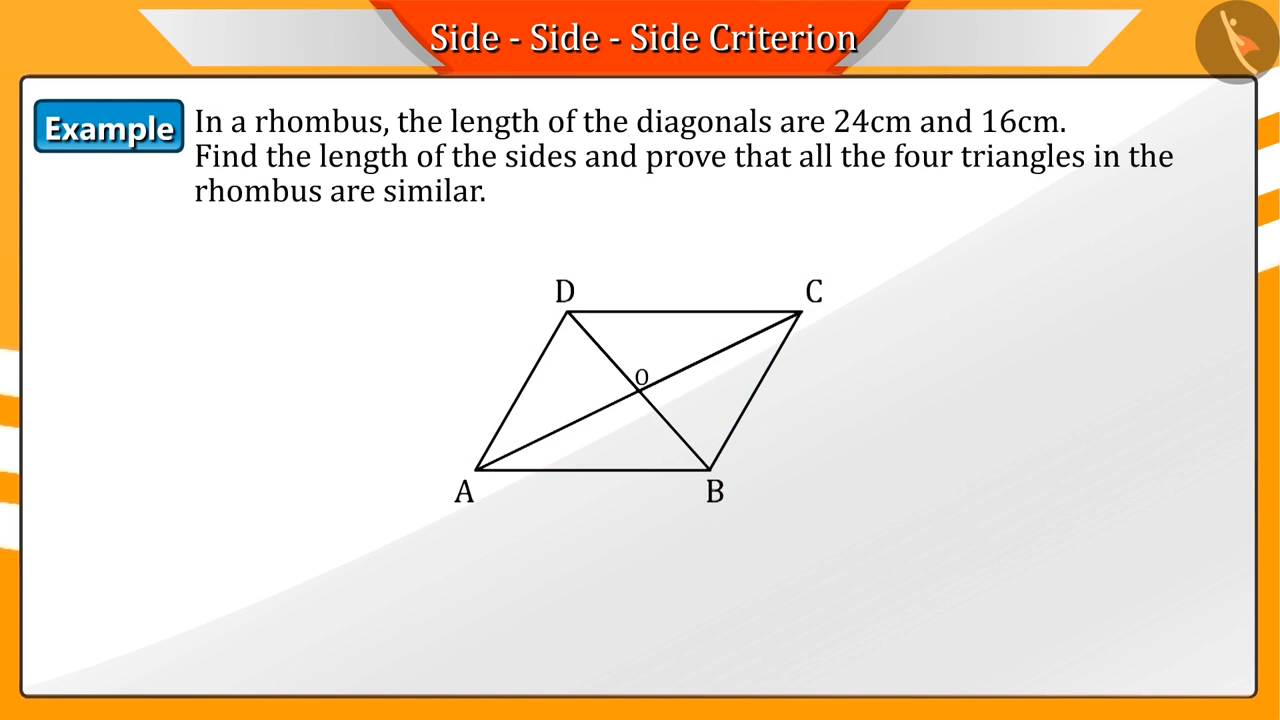 Side - Side - Side Criterion
Example
In a rhombus, the length of the diagonals are 24cm and 16cm.
Find the length of the sides and prove that all the four triangles in the
rhombus are similar.
D
C
O
A
B